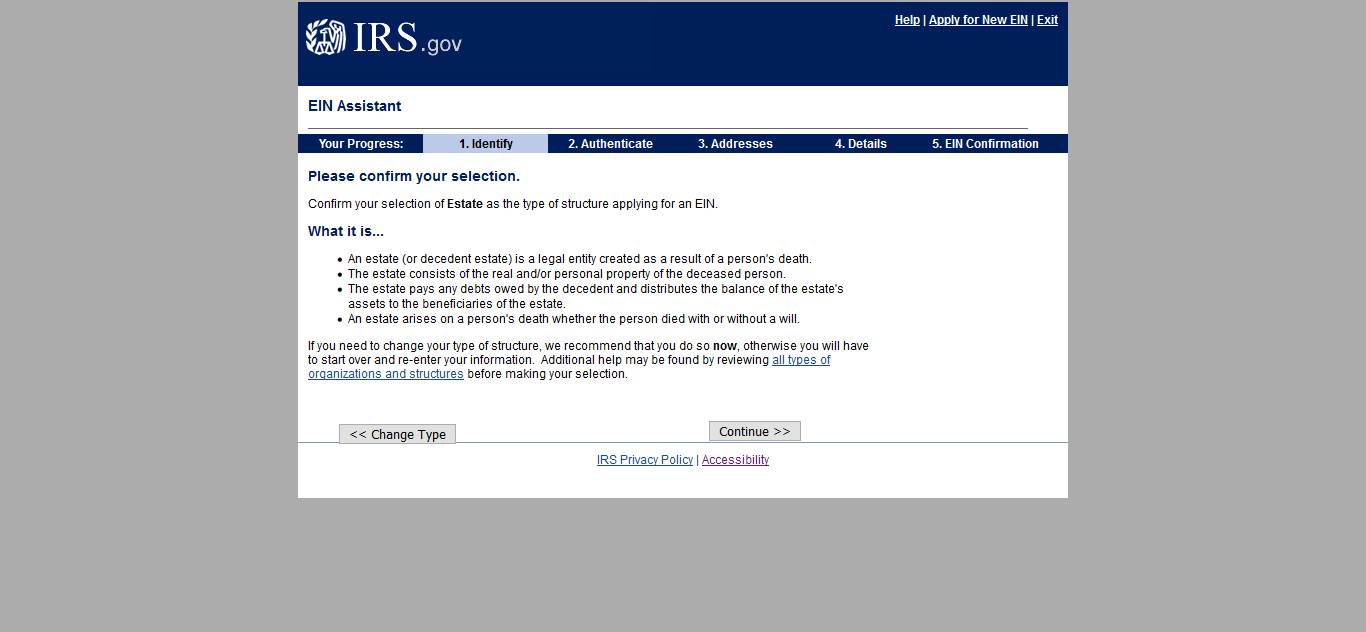 IRS.gov
Help | Apply for New EIN | Exit
EIN Assistant
Your Progress: 1. Identify 2. Authenticate 3. Addresses 4. Details 5. EIN Confirmation
Please confirm your selection.
Confirm your selection of Estate as the type of structure applying for an EIN.
What it is...
• An estate (or decedent estate) is a legal entity created as a result of a person's death.
• The estate consists of the real and/or personal property of the deceased person.
• The estate pays any debts owed by the decedent and distributes the balance of the estate's
assets to the beneficiaries of the estate.
• An estate arises on a person's death whether the person died with or without a will.
If you need to change your type of structure, we recommend that you do so now, otherwise you will have
to start over and re-enter your information.  Additional help may be found by reviewing all types of
organizations and structures before making your selection.
<< Change Type
Continue >>
IRS Privacy Policy | Accessibility